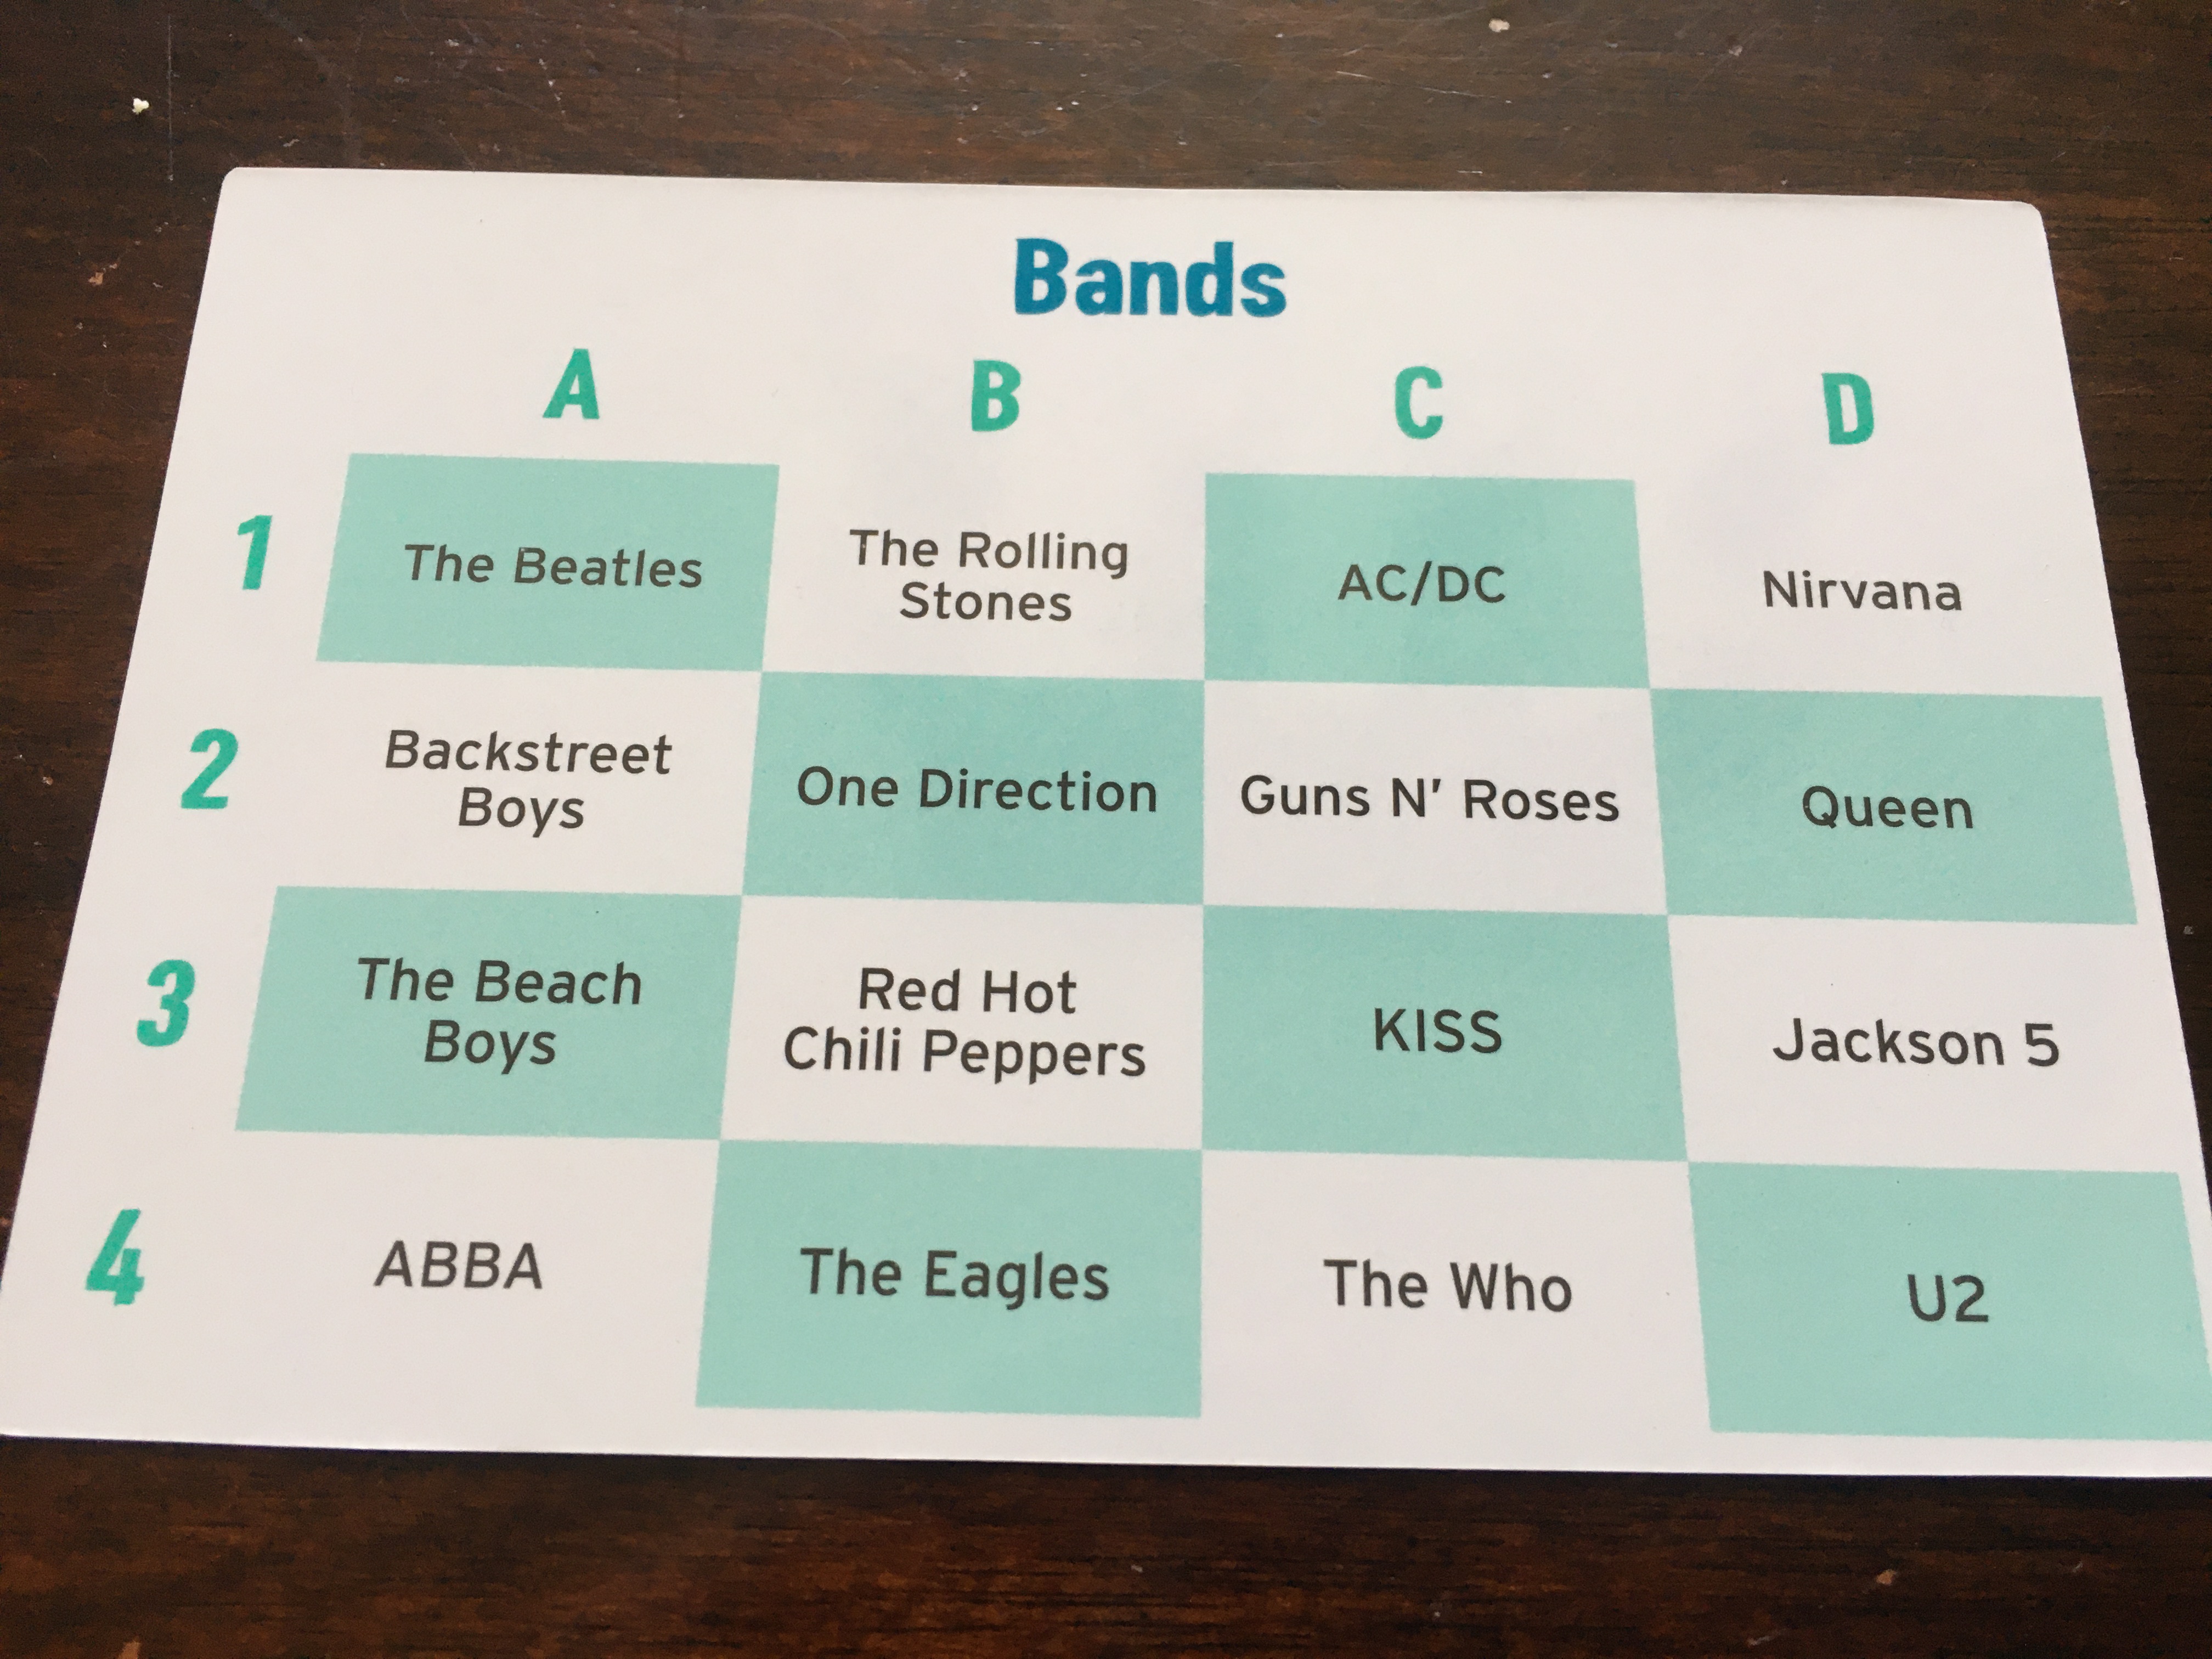 Bands
A B C D
1 The Beatles The Rolling Stones AC/DC Nirvana
2 Backstreet Boys One Direction Guns N' Roses Queen
3 The Beach Boys Red Hot Chili Peppers KISS Jackson 5
4 ABBA The Eagles The Who U2